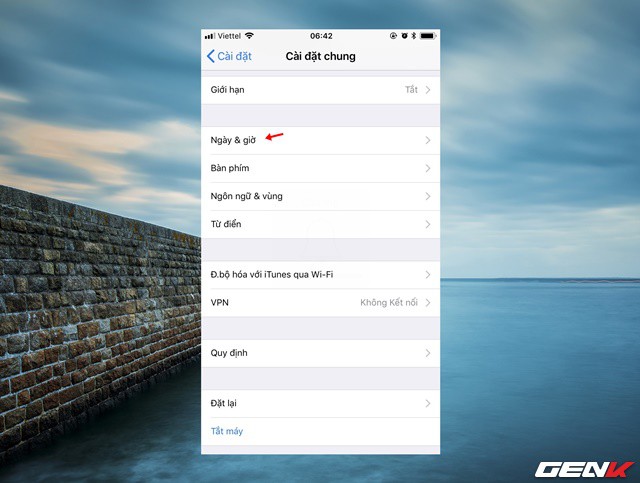 Viettel 06:42
Cài đặt Cài đặt chung
Giới hạn Tắt
Ngày & giờ
Bàn phím
Ngôn ngữ & vùng
Từ điển
Đ.bộ hóa với iTunes qua Wi-Fi
VPN Không Kết nối
Quy định
Đặt lại
Tắt máy
GENK